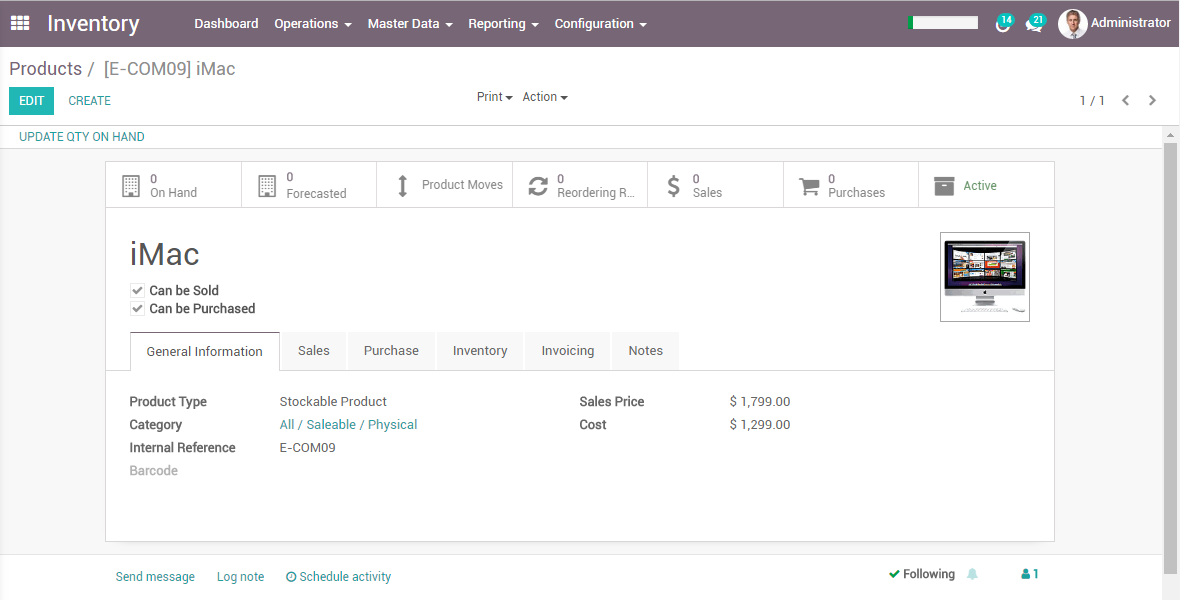 Inventory Dashboard Operations Master Data Reporting Configuration 14 21 Administrator
Products / [E-COM09] iMac
EDIT CREATE Print Action 1 / 1
UPDATE QTY ON HAND
0 On Hand
0 Forecasted
Product Moves
0 Reordering R...
0 Sales
0 Purchases
Active
iMac
Can be Sold
Can be Purchased
General Information Sales Purchase Inventory Invoicing Notes
Product Type Stockable Product Sales Price $ 1,799.00
Category All / Saleable / Physical Cost $ 1,299.00
Internal Reference E-COM09
Barcode
Send message Log note Schedule activity Following 1